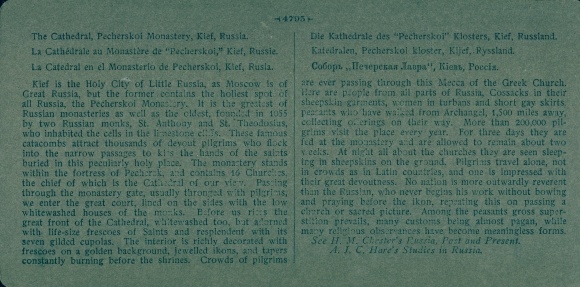 4795
The Cathedral, Pecherskoi Monastery, Kief, Russia.
La Cathédrale au Monastère de "Pecherskoi," Kief, Russie.
La Catedral en el Monasterio de Pecherskoi, Kief, Rusia.
Kief is the Holy City of Little Russia, as Moscow is of
Great Russia, but the former contains the holiest spot of
all Russia, the Pecherskoi Monastery. It is the greatest of
Russian monasteries as well as the oldest, founded in 1055
by two Russian monks, St. Anthony and St. Theodosius,
who inhabited the cells in the limestone cliffs. These famous
catacombs attract thousands of devout pilgrims who flock
into the narrow passages to kiss the hands of the saints
buried in this peculiarly holy place. The monastery stands
within the fortress of Pechersk, and contains 16 Churches,
the chief of which is the Cathedral of our view. Passing
through the monastery gate, usually thronged with pilgrims,
we enter the great court, lined on the sides with the low
whitewashed houses of the monks. Before us rises the
great front of the Cathedral, whitewashed too, but adorned
with life-size frescoes of Saints and resplendent with its
seven gilded cupolas. The interior is richly decorated with
frescoes on a golden background, jewelled ikons, and tapers
constantly burning before the shrines. Crowds of pilgrims
Die Kathedrale des "Pecherskoi" Klosters, Kief, Russland.
Katedralen, Pecherskoi kloster, Kijef, Ryssland.
Соборъ „Печерская Лавра", Кіевъ, Россія.
are ever passing through this Mecca of the Greek Church.
Here are people from all parts of Russia, Cossacks in their
sheepskin garments, women in turbans and short gay skirts,
peasants who have walked from Archangel, 1,500 miles away,
collecting offerings on their way. More than 200,000 pil-
grims visit the place every year. For three days they are
fed at the monastery and are allowed to remain about two
weeks. At night all about the churches they are seen sleep-
ing in sheepskins on the ground. Pilgrims travel alone, not
in crowds as in Latin countries, and one is impressed with
their great devoutness. No nation is more outwardly reverent
than the Russian, who never begins his work without bowing
and praying before the ikon, repeating this on passing a
church or sacred picture. Among the peasants gross super-
stition prevails, many customs being almost pagan, while
many religious observances have become meaningless forms.
See H. M. Chester's Russia, Past and Present.
A. J. C. Hare's Studies in Russia.